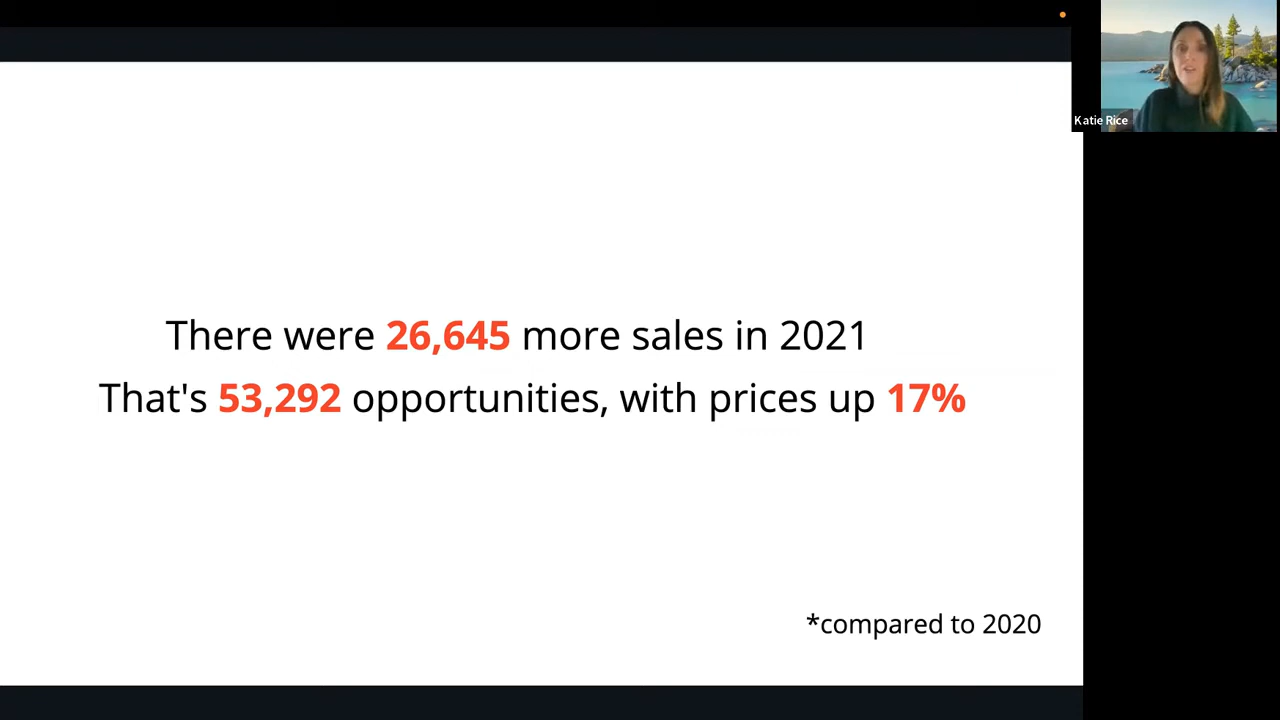 Katie Rice
There were 26,645 more sales in 2021
That's 53,292 opportunities, with prices up 17%
*compared to 2020